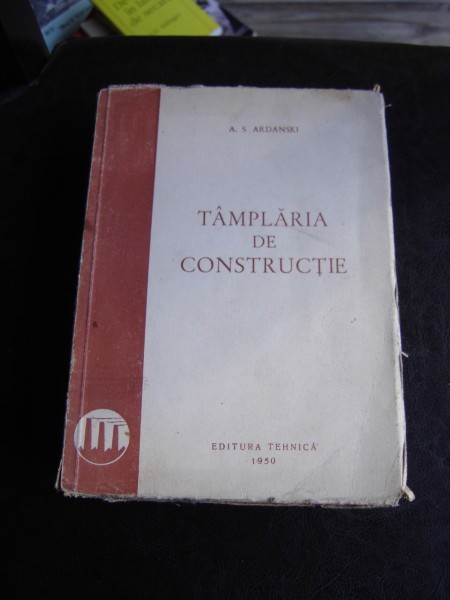 A. S. ARDANSKI
TÂMPLĂRIA
DE
CONSTRUCȚIE
EDITURA TEHNICĂ
1950